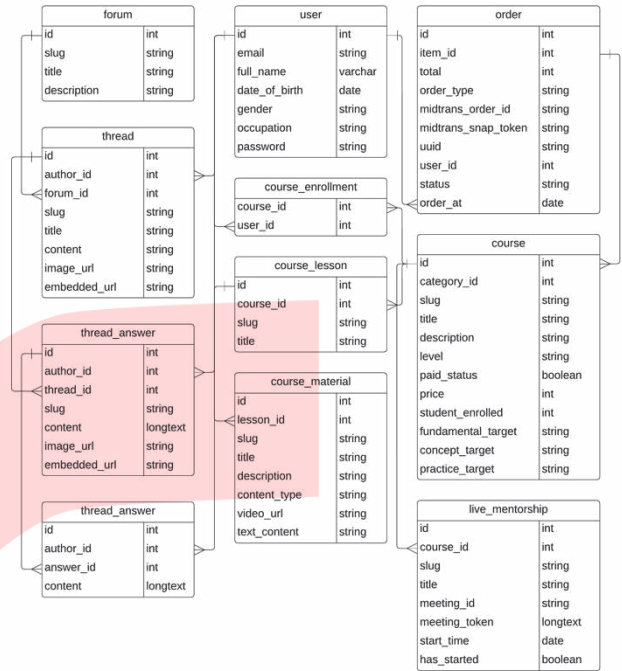 forum
id int
slug string
title string
description string
thread
id int
author_id int
forum_id int
slug string
title string
content string
image_url string
embedded_url string
thread_answer
id int
author_id int
thread_id int
slug string
content longtext
image_url string
embedded_url string
thread_answer
id int
author_id int
answer_id int
content longtext
user
id int
email string
full_name varchar
date_of_birth date
gender string
occupation string
password string
course_enrollment
course_id int
user_id int
course_lesson
id int
course_id int
slug string
title string
course_material
id int
lesson_id int
slug string
title string
description string
content_type string
video_url string
text_content string
order
id int
item_id int
total int
order_type string
midtrans_order_id string
midtrans_snap_token string
uuid string
user_id int
status string
order_at date
course
id int
category_id int
slug string
title string
description string
level string
paid_status boolean
price int
student_enrolled int
fundamental_target string
concept_target string
practice_target string
live_mentorship
id int
course_id int
slug string
title string
meeting_id string
meeting_token longtext
start_time date
has_started boolean